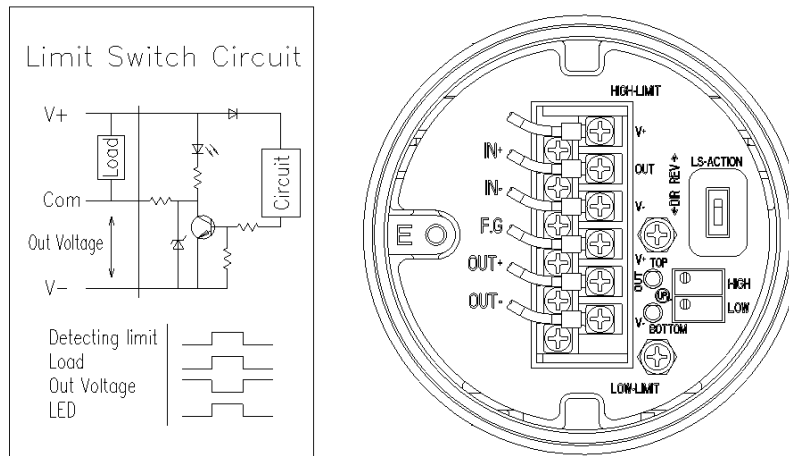 Limit Switch Circuit
V+
Load
Com
Out Voltage
V-
Circuit
Detecting limit
Load
Out Voltage
LED
HIGH-LIMIT
V+
IN+
OUT
IN-
V-
F.G
V+
OUT+
OUT
OUT-
V-
E
LS-ACTION
DIR REV
TOP
UP
HIGH
LOW
BOTTOM
LOW-LIMIT